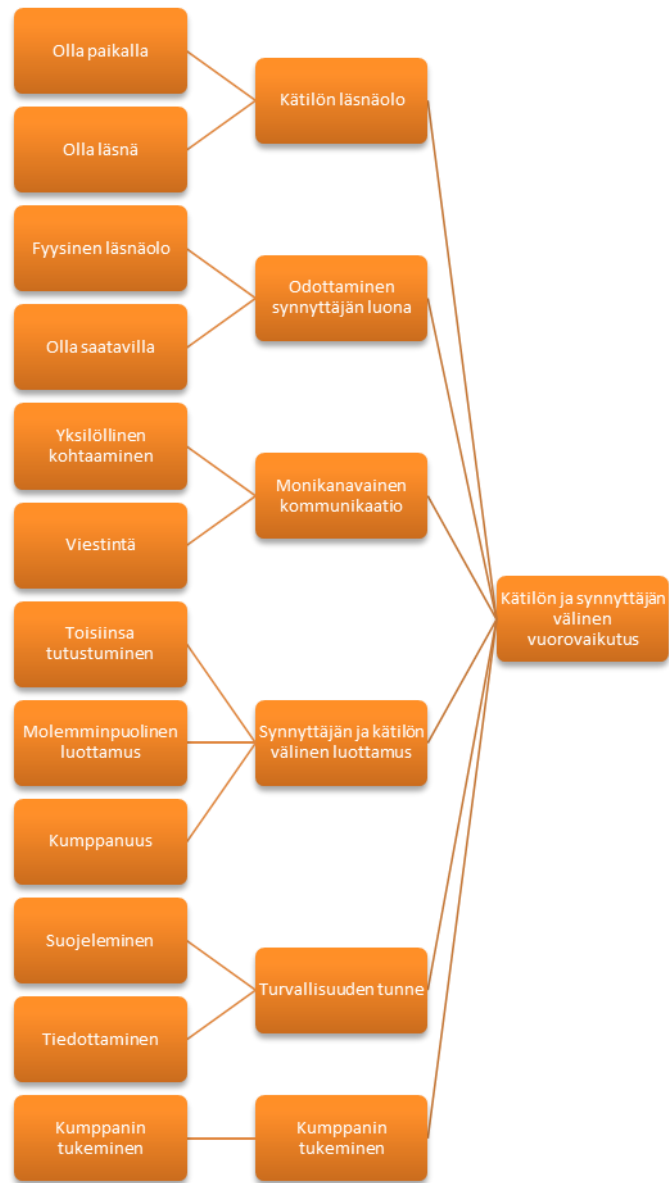 Olla paikalla
Olla läsnä
Kätilön läsnäolo
Fyysinen läsnäolo
Olla saatavilla
Odottaminen
synnyttäjän luona
Yksilöllinen
kohtaaminen
Viestintä
Monikanavainen
kommunikaatio
Toisiinsa
tutustuminen
Molemminpuolinen
luottamus
Kumppanuus
Synnyttäjän ja kätilön
välinen luottamus
Suojeleminen
Tiedottaminen
Turvallisuuden tunne
Kumppanin
tukeminen
Kumppanin
tukeminen
Kätilön ja synnyttäjän
välinen
vuorovaikutus